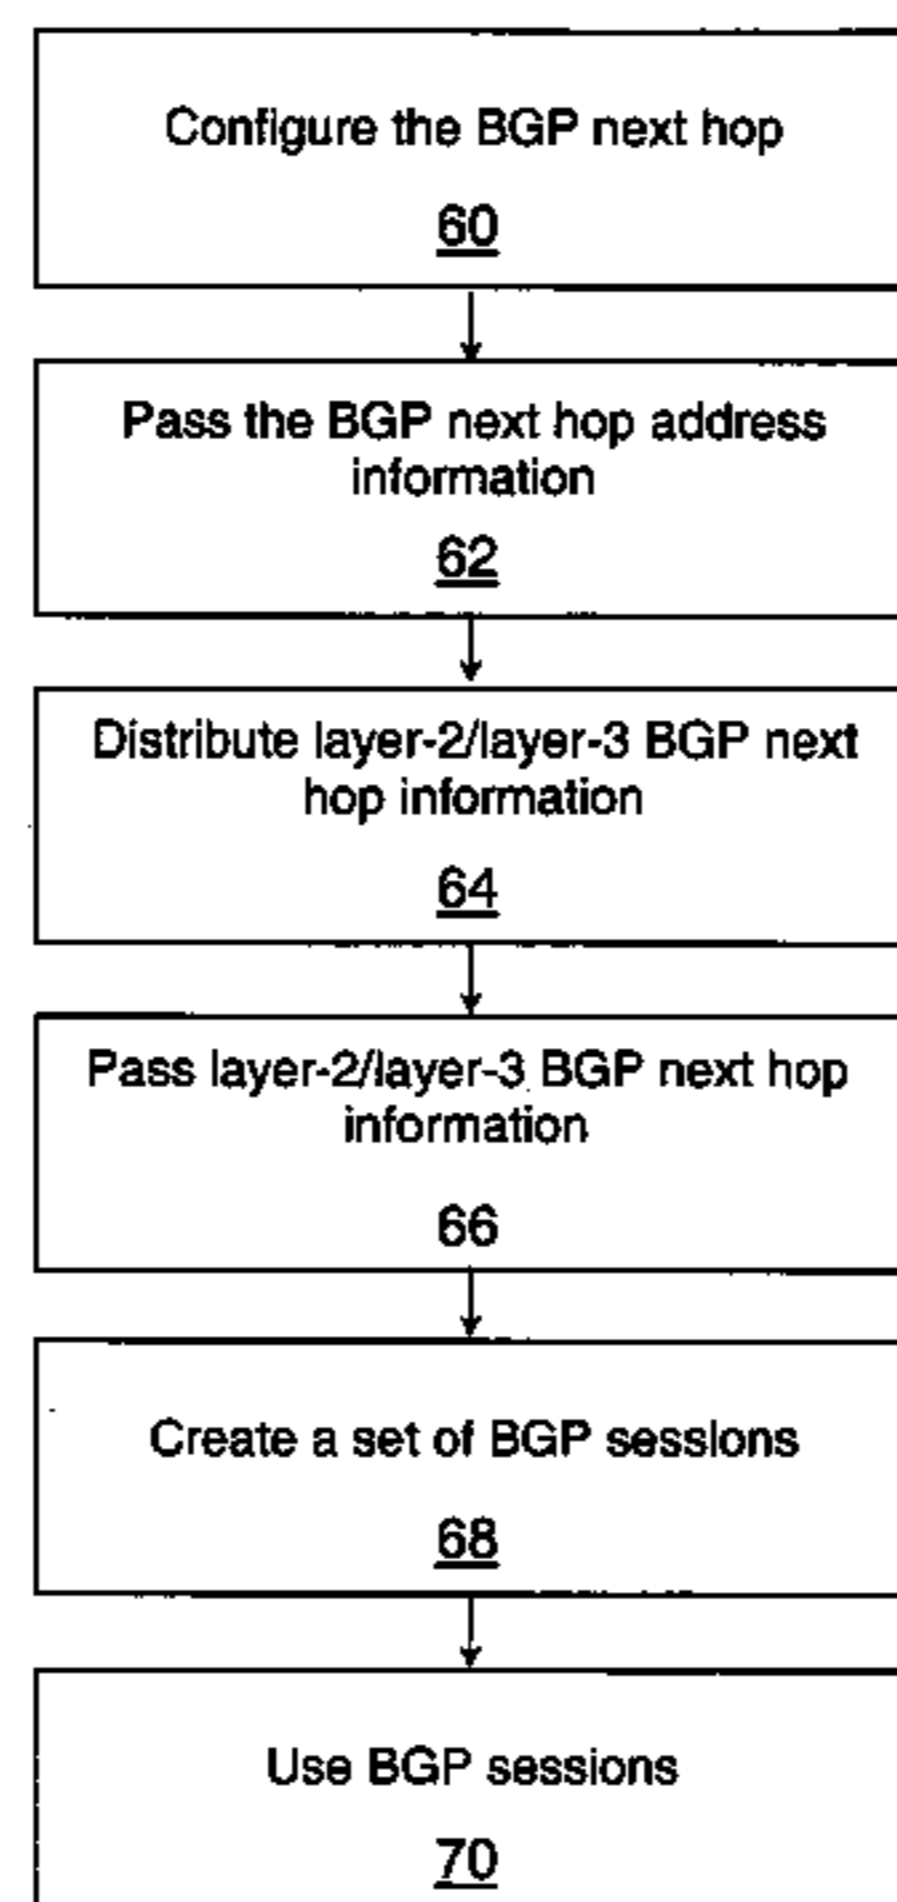 Configure the BGP next hop
60
Pass the BGP next hop address
information
62
Distribute layer-2/layer-3 BGP next
hop information
64
Pass layer-2/layer-3 BGP next hop
information
66
Create a set of BGP sessions
68
Use BGP sessions
70